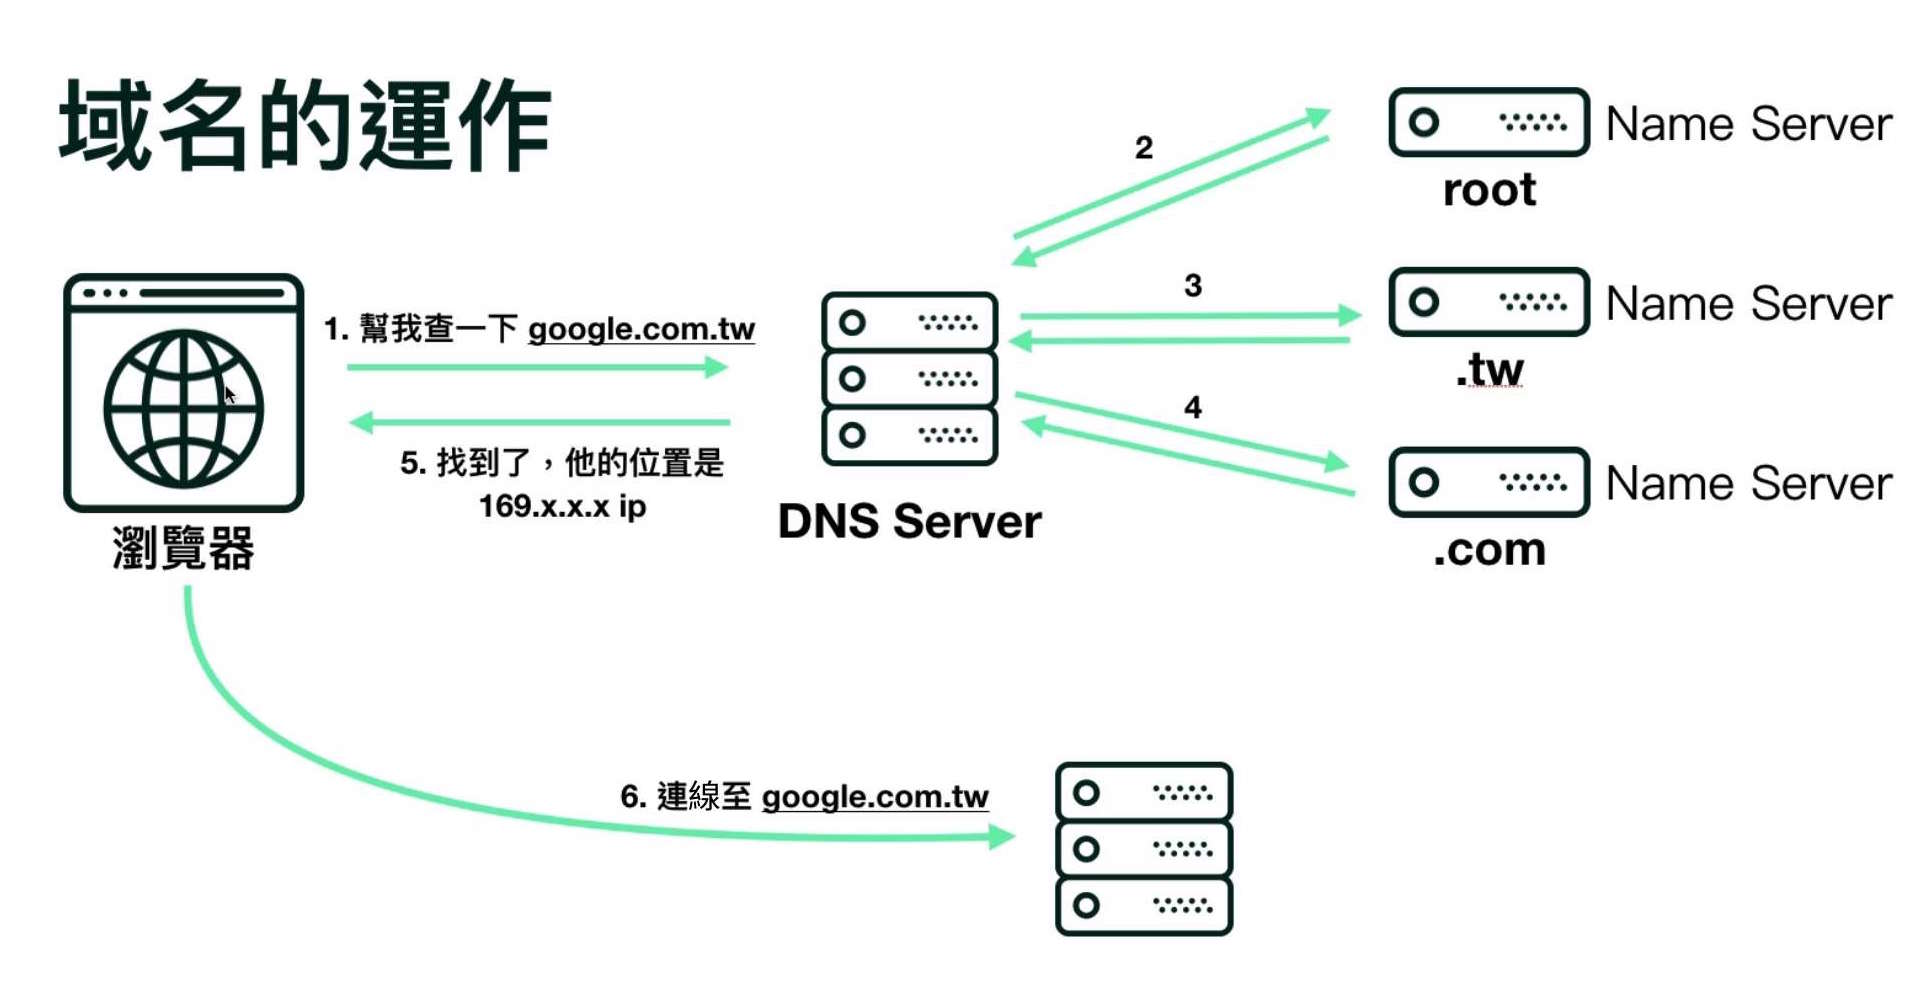 域名的運作
2
Name Server
root
1. 幫我查一下 google.com.tw
3
Name Server
.tw
4
5. 找到了，他的位置是
169.x.x.x ip
Name Server
.com
DNS Server
瀏覽器
6. 連線至 google.com.tw